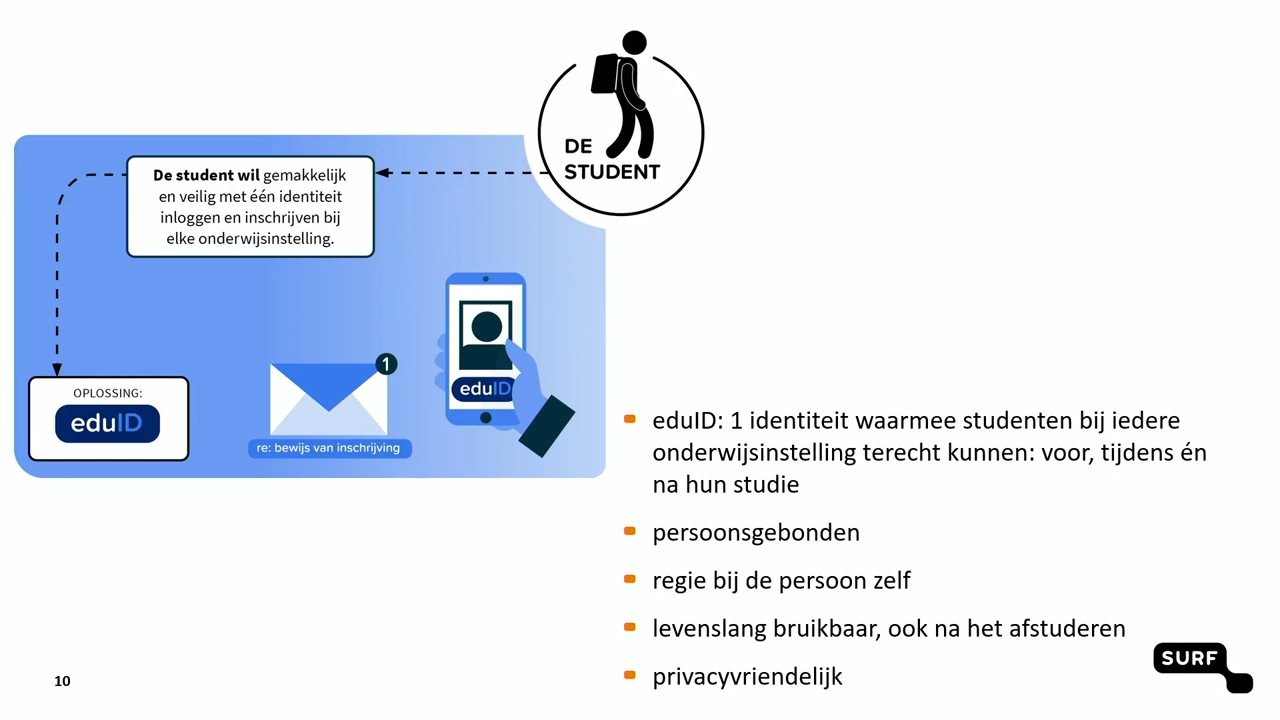 DE
STUDENT
De student wil gemakkelijk
en veilig met één identiteit
inloggen en inschrijven bij
elke onderwijsinstelling.
OPLOSSING:
eduID
1
re: bewijs van inschrijving
eduID
eduID: 1 identiteit waarmee studenten bij iedere
onderwijsinstelling terecht kunnen: voor, tijdens én
na hun studie
persoonsgebonden
regie bij de persoon zelf
levenslang bruikbaar, ook na het afstuderen
privacyvriendelijk
SURF
10